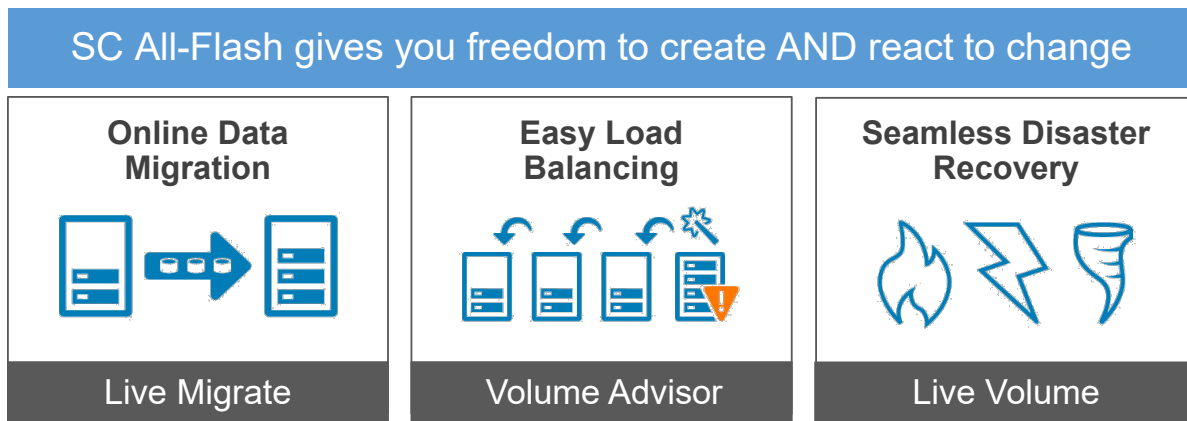 SC All-Flash gives you freedom to create AND react to change
Online Data
Migration
Live Migrate
Easy Load
Balancing
!
Volume Advisor
Seamless Disaster
Recovery
Live Volume